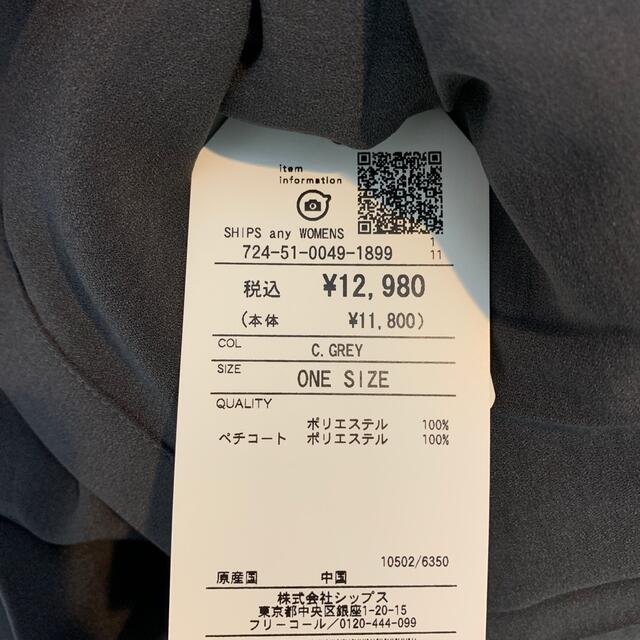 item
information
SHIPS any WOMENS 1
724-51-0049-1899 11
税込 ¥12,980
(本体 ¥11,800)
COL C.GREY
SIZE ONE SIZE
QUALITY
ポリエステル 100%
ペチコート ポリエステル 100%
10502/6350
原産国 中国
株式会社シップス
東京都中央区銀座1-20-15
フリーコール/0120-444-099